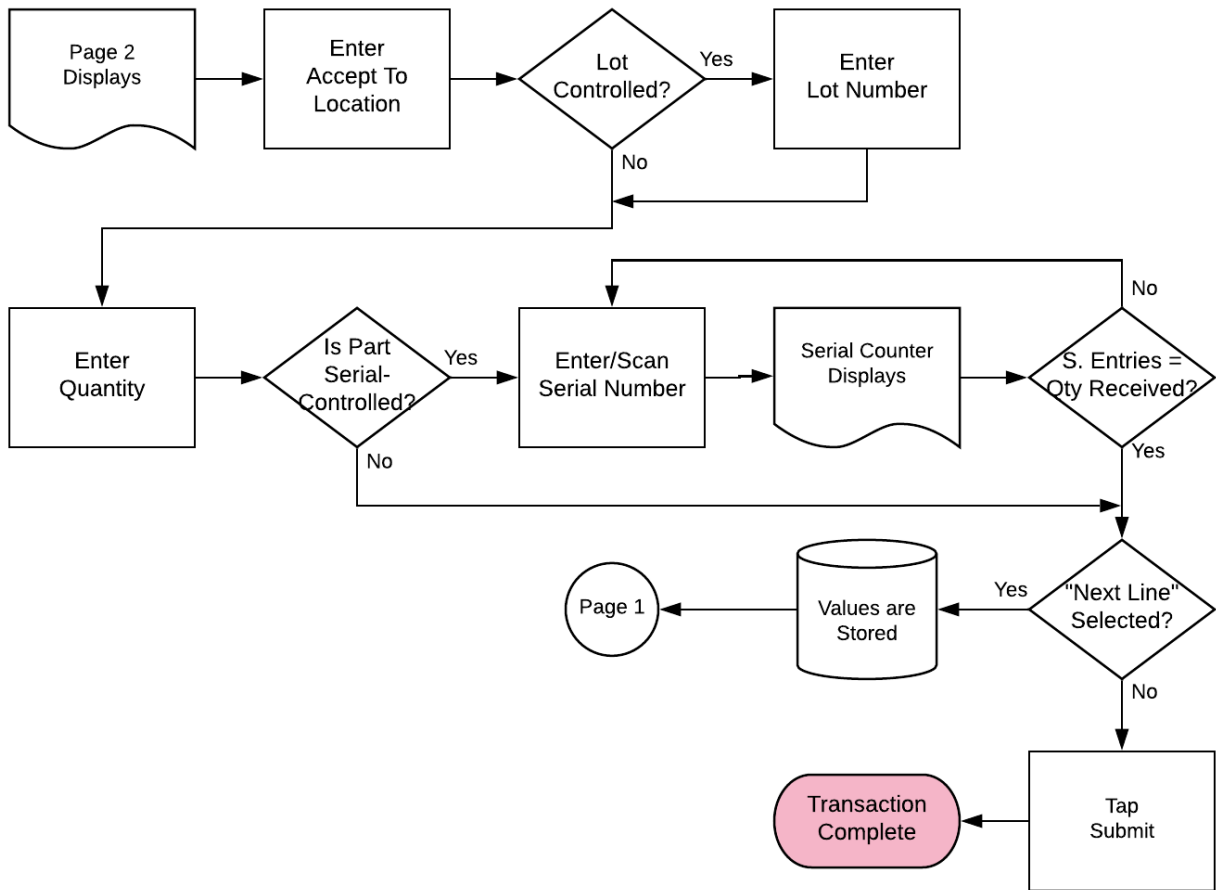 Page 2
Displays
Enter
Accept To
Location
Lot
Controlled?
Yes
Enter
Lot Number
No
Enter
Quantity
Is Part
Serial-
Controlled?
Yes
No
Enter/Scan
Serial Number
Serial Counter
Displays
S. Entries =
Qty Received?
No
Yes
"Next Line"
Selected?
Yes
Values are
Stored
Page 1
No
Tap
Submit
Transaction
Complete